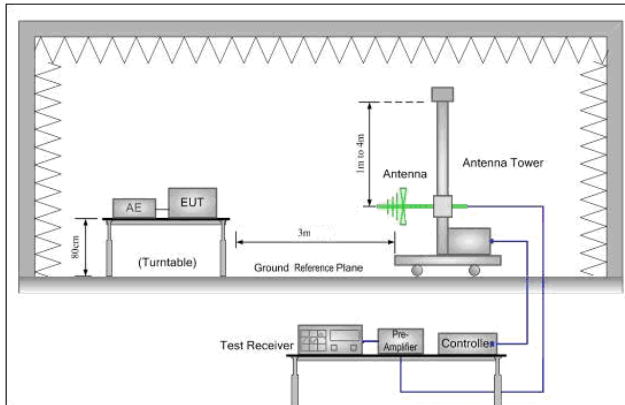 1m to 4m
Antenna
Antenna Tower
AE
EUT
80cm
(Turntable)
3m
Ground Reference Plane
Test Receiver
Pre-
Amplifier
Controller